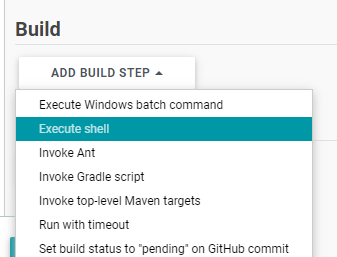 Build
ADD BUILD STEP
Execute Windows batch command
Execute shell
Invoke Ant
Invoke Gradle script
Invoke top-level Maven targets
Run with timeout
Set build status to "pending" on GitHub commit